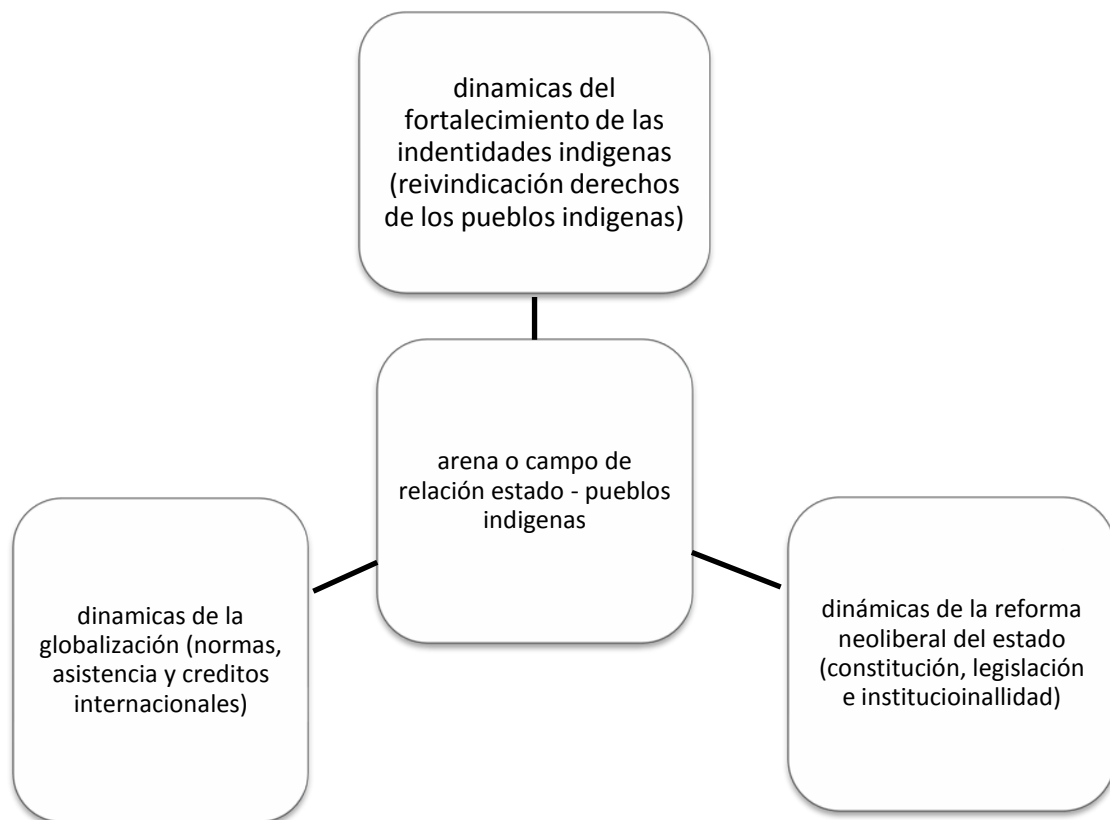 dinamicas del
fortalecimiento de las
indentidades indigenas
(reivindicación derechos
de los pueblos indigenas)
arena o campo de
relación estado - pueblos
indigenas
dinamicas de la
globalización (normas,
asistencia y creditos
internacionales)
dinámicas de la reforma
neoliberal del estado
(constitución, legislación
e institucioinallidad)